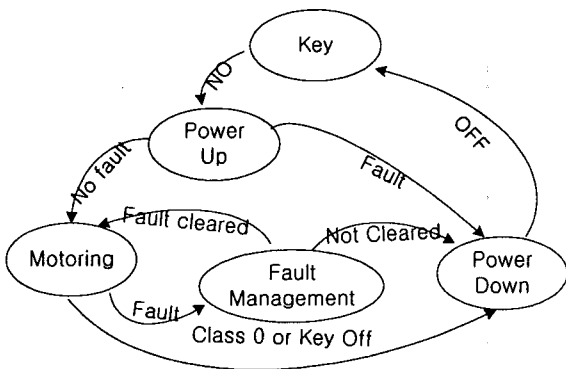 Key
NO
Power
Up
OFF
No fault
Fault
Fault cleared
Not Cleared
Motoring
Fault
Management
Power
Down
Fault
Class 0 or Key Off